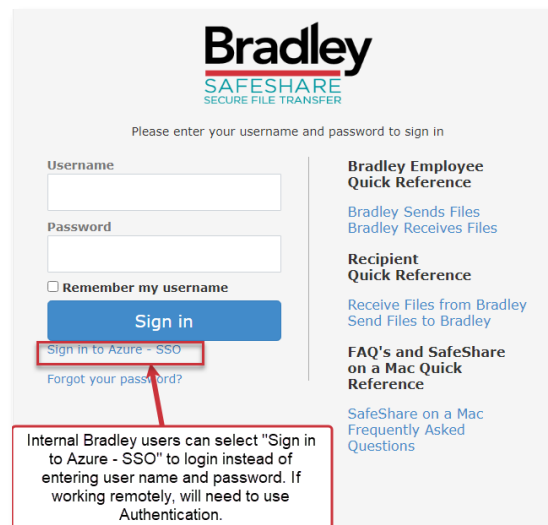 Bradley
SAFESHARE
SECURE FILE TRANSFER
Please enter your username and password to sign in
Username
Password
Remember my username
Sign in
Sign in to Azure - SSO
Forgot your password?
Internal Bradley users can select "Sign in
to Azure - SSO" to login instead of
entering user name and password. If
working remotely, will need to use
Authentication.
Bradley Employee
Quick Reference
Bradley Sends Files
Bradley Receives Files
Recipient
Quick Reference
Receive Files from Bradley
Send Files to Bradley
FAQ's and SafeShare
on a Mac Quick
Reference
SafeShare on a Mac
Frequently Asked
Questions